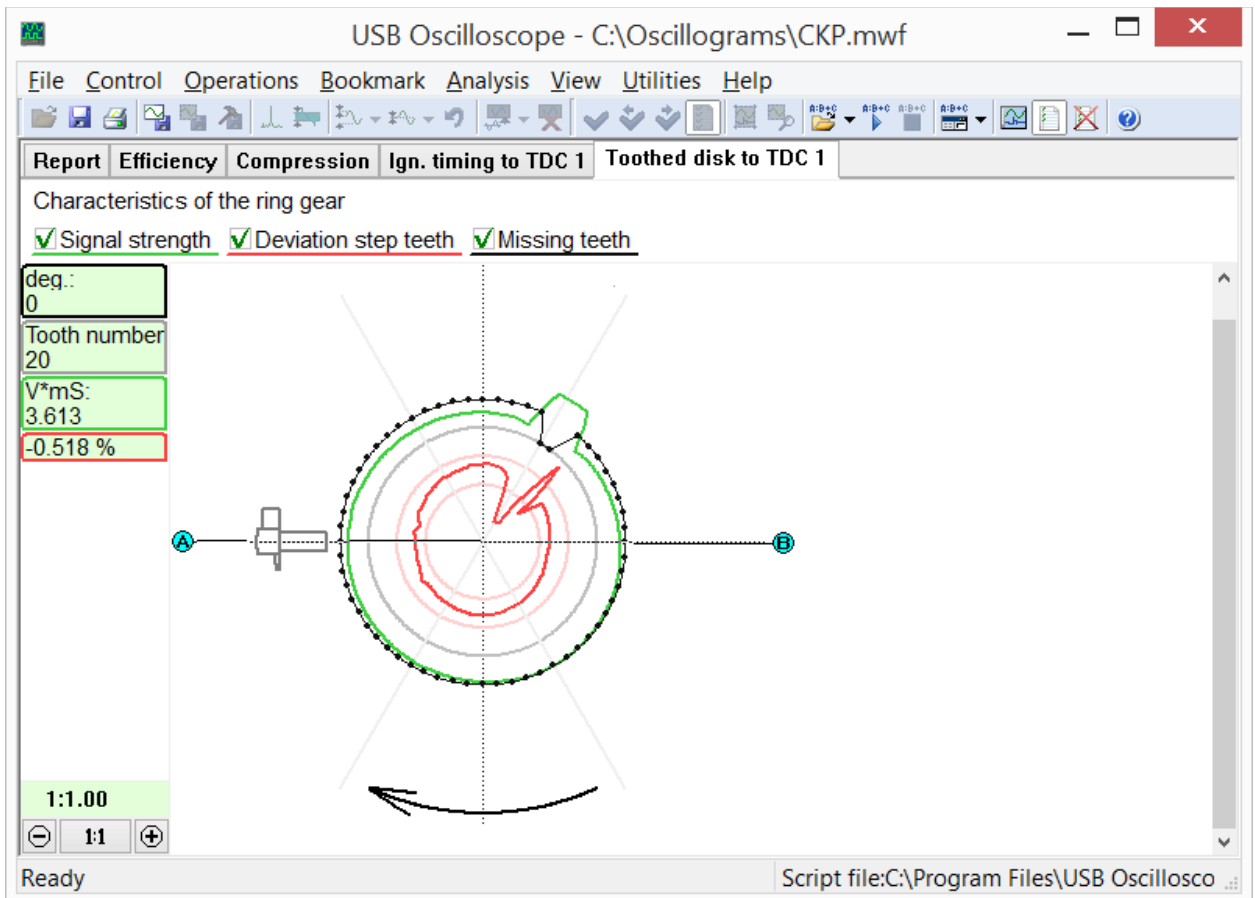 USB Oscilloscope - C:\Oscillograms\CKP.mwf
File Control Operations Bookmark Analysis View Utilities Help
A:B+C A:B+C A:B+C A:B+C
Report Efficiency Compression Ign. timing to TDC 1 Toothed disk to TDC 1
Characteristics of the ring gear
Signal strength Deviation step teeth Missing teeth
deg.:
0
Tooth number
20
V*mS:
3.613
-0.518 %
A
B
1:1.00
1:1
Ready Script file:C:\Program Files\USB Oscillosco